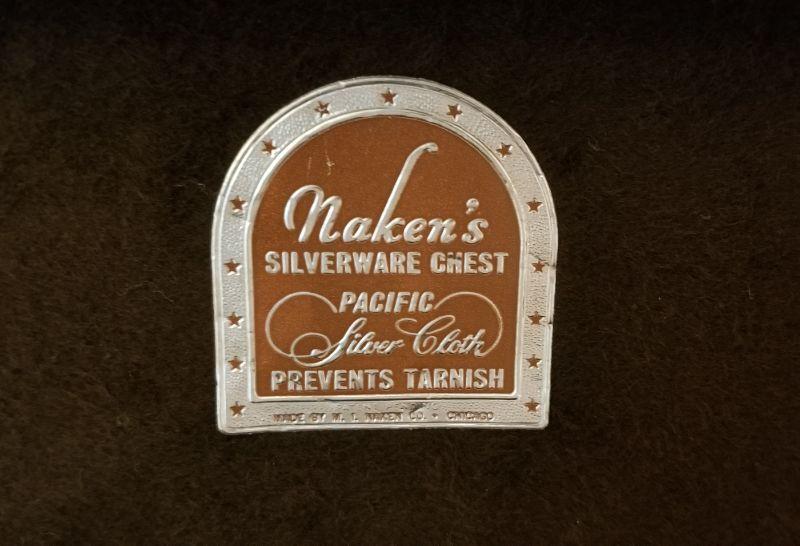 Naken's
SILVERWARE CHEST
PACIFIC
Silver Cloth
PREVENTS TARNISH
MADE BY W. I. NAKEN CO. • CHICAGO